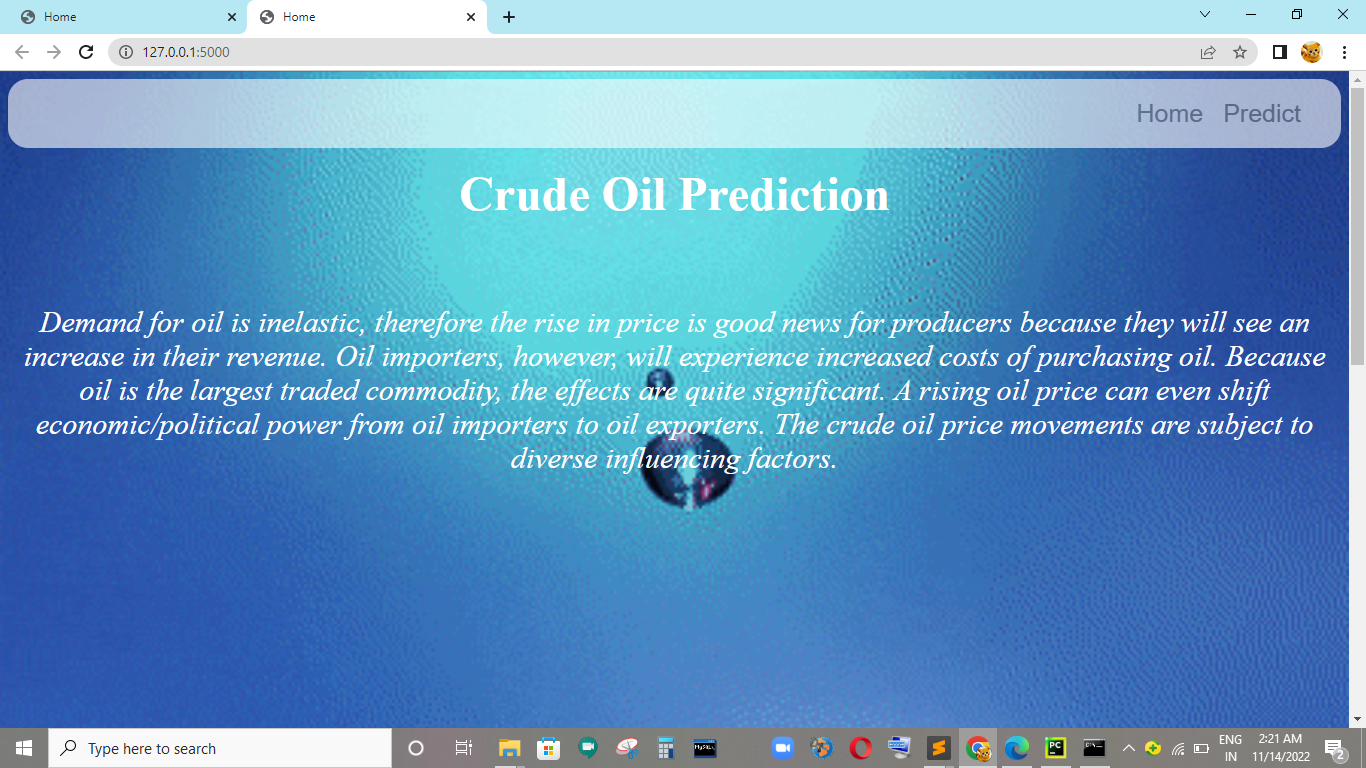 Home
Home
127.0.0.1:5000
Home Predict
Crude Oil Prediction
Demand for oil is inelastic, therefore the rise in price is good news for producers because they will see an
increase in their revenue. Oil importers, however, will experience increased costs of purchasing oil. Because
oil is the largest traded commodity, the effects are quite significant. A rising oil price can even shift
economic/political power from oil importers to oil exporters. The crude oil price movements are subject to
diverse influencing factors.
Type here to search
MySQL
PC
ENG
IN
2:21 AM
11/14/2022
2